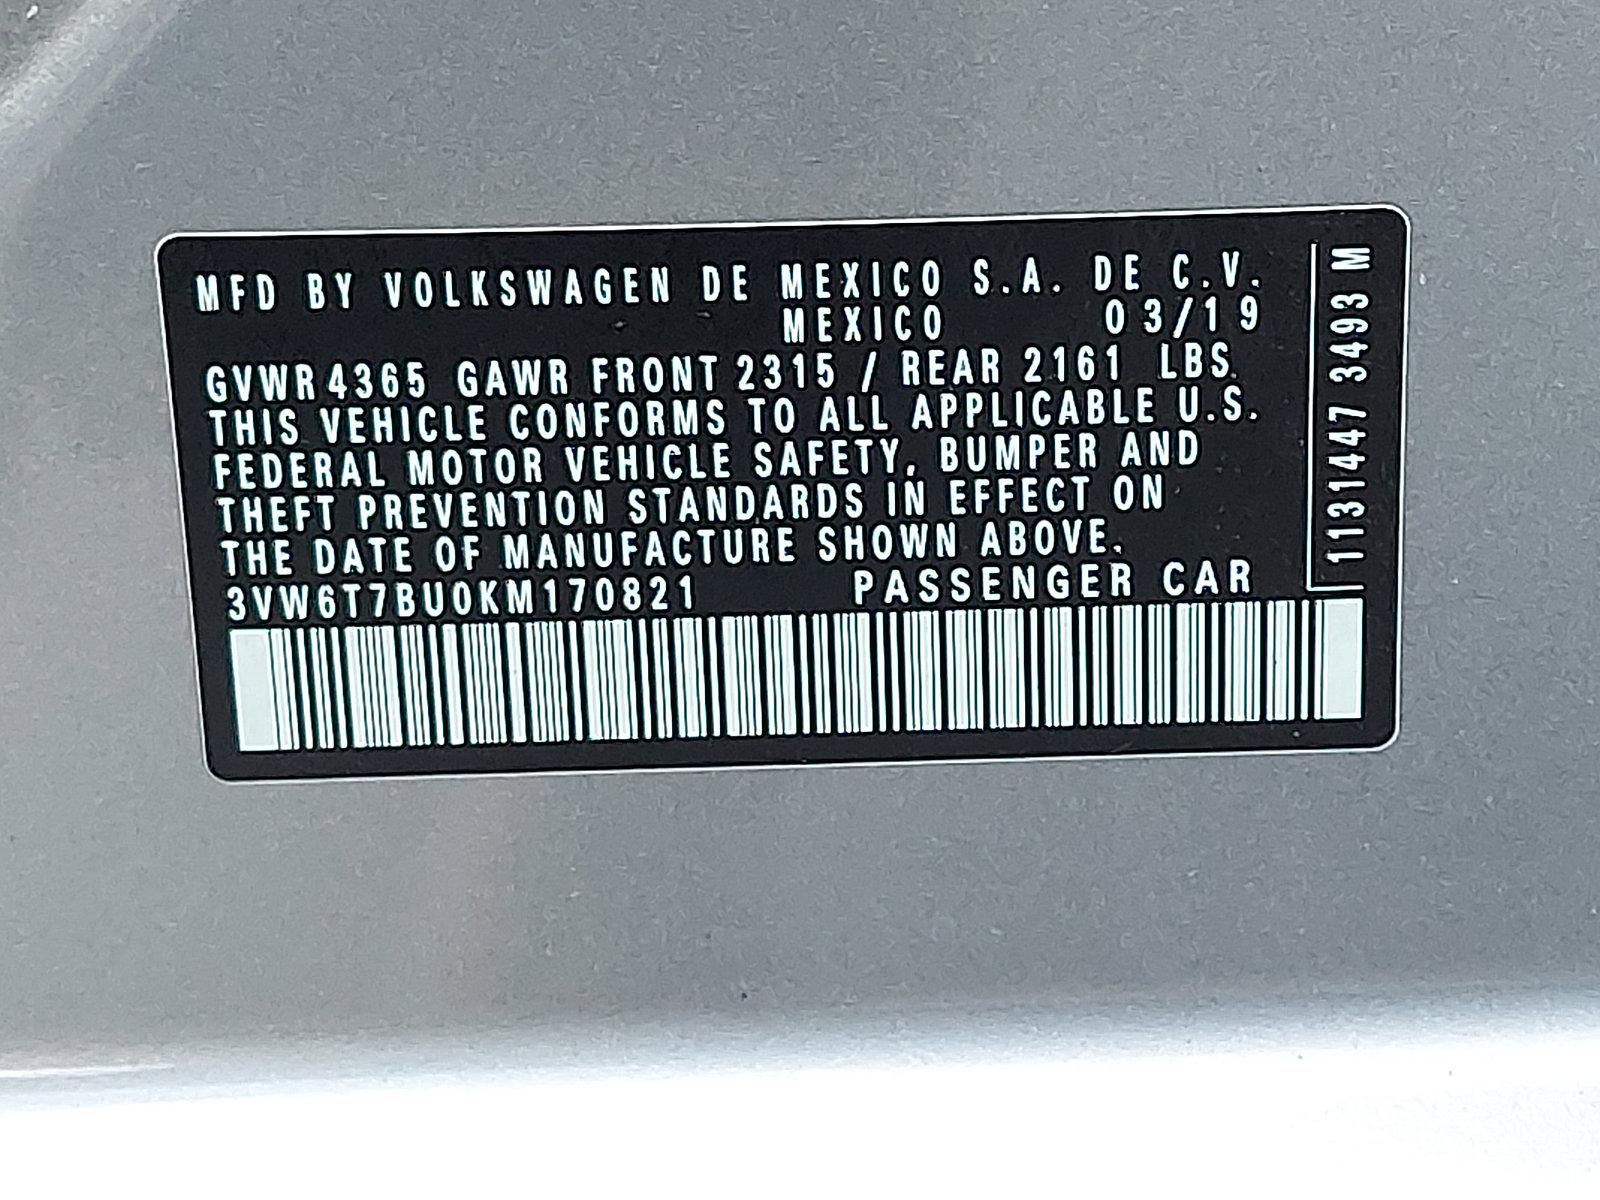 MFD BY VOLKSWAGEN DE MEXICO S.A. DE C.V.
MEXICO 03/19
GVWR 4365 GAWR FRONT 2315 / REAR 2161 LBS.
THIS VEHICLE CONFORMS TO ALL APPLICABLE U.S.
FEDERAL MOTOR VEHICLE SAFETY, BUMPER AND
THEFT PREVENTION STANDARDS IN EFFECT ON
THE DATE OF MANUFACTURE SHOWN ABOVE.
3VW6T7BU0KM170821 PASSENGER CAR
1131447 3493 M